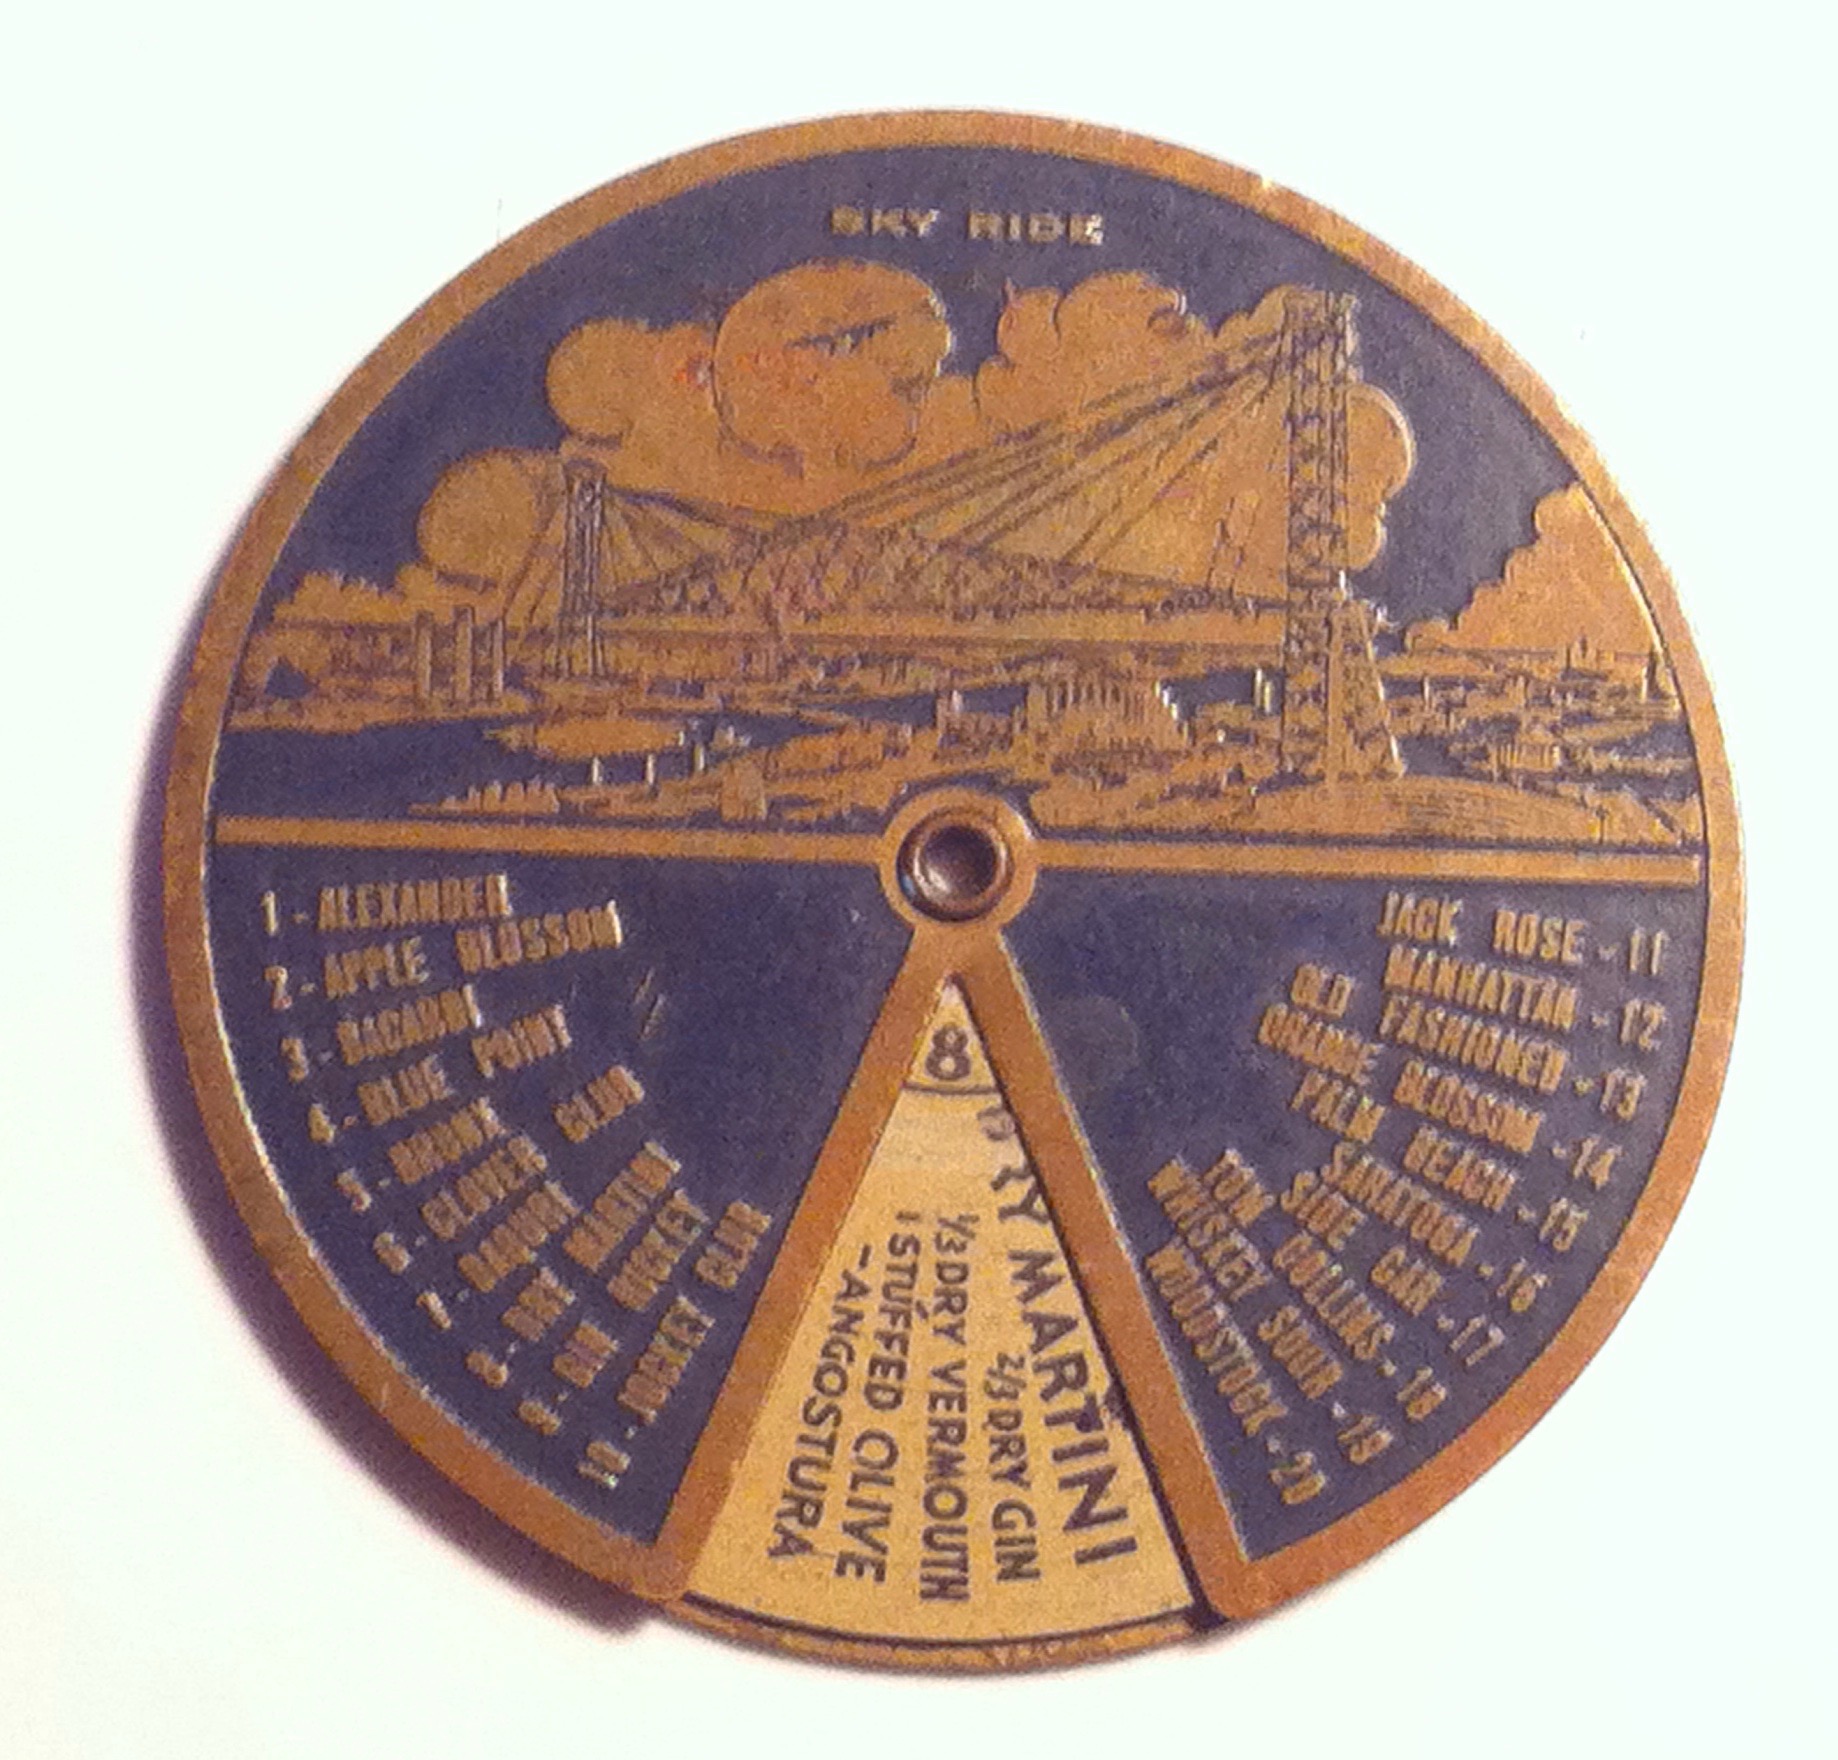 SKY RIDE
1 - ALEXANDER
2 - APPLE BLOSSOM
3 - BACARDI
4 - BLUE POINT
5 - BRONX
6 - CLOVER CLUB
7 -
8 - DRY MARTINI
9 - GIN RICKEY
10 - JOCKEY CLUB
8
DRY MARTINI
2/3 DRY GIN
1/3 DRY VERMOUTH
1 STUFFED OLIVE
- ANGOSTURA
JACK ROSE - 11
MANHATTAN - 12
OLD FASHIONED - 13
ORANGE BLOSSOM - 14
PALM BEACH - 15
SARATOGA - 16
SIDE CAR - 17
TOM COLLINS - 18
WHISKEY SOUR - 19
WOODSTOCK - 20